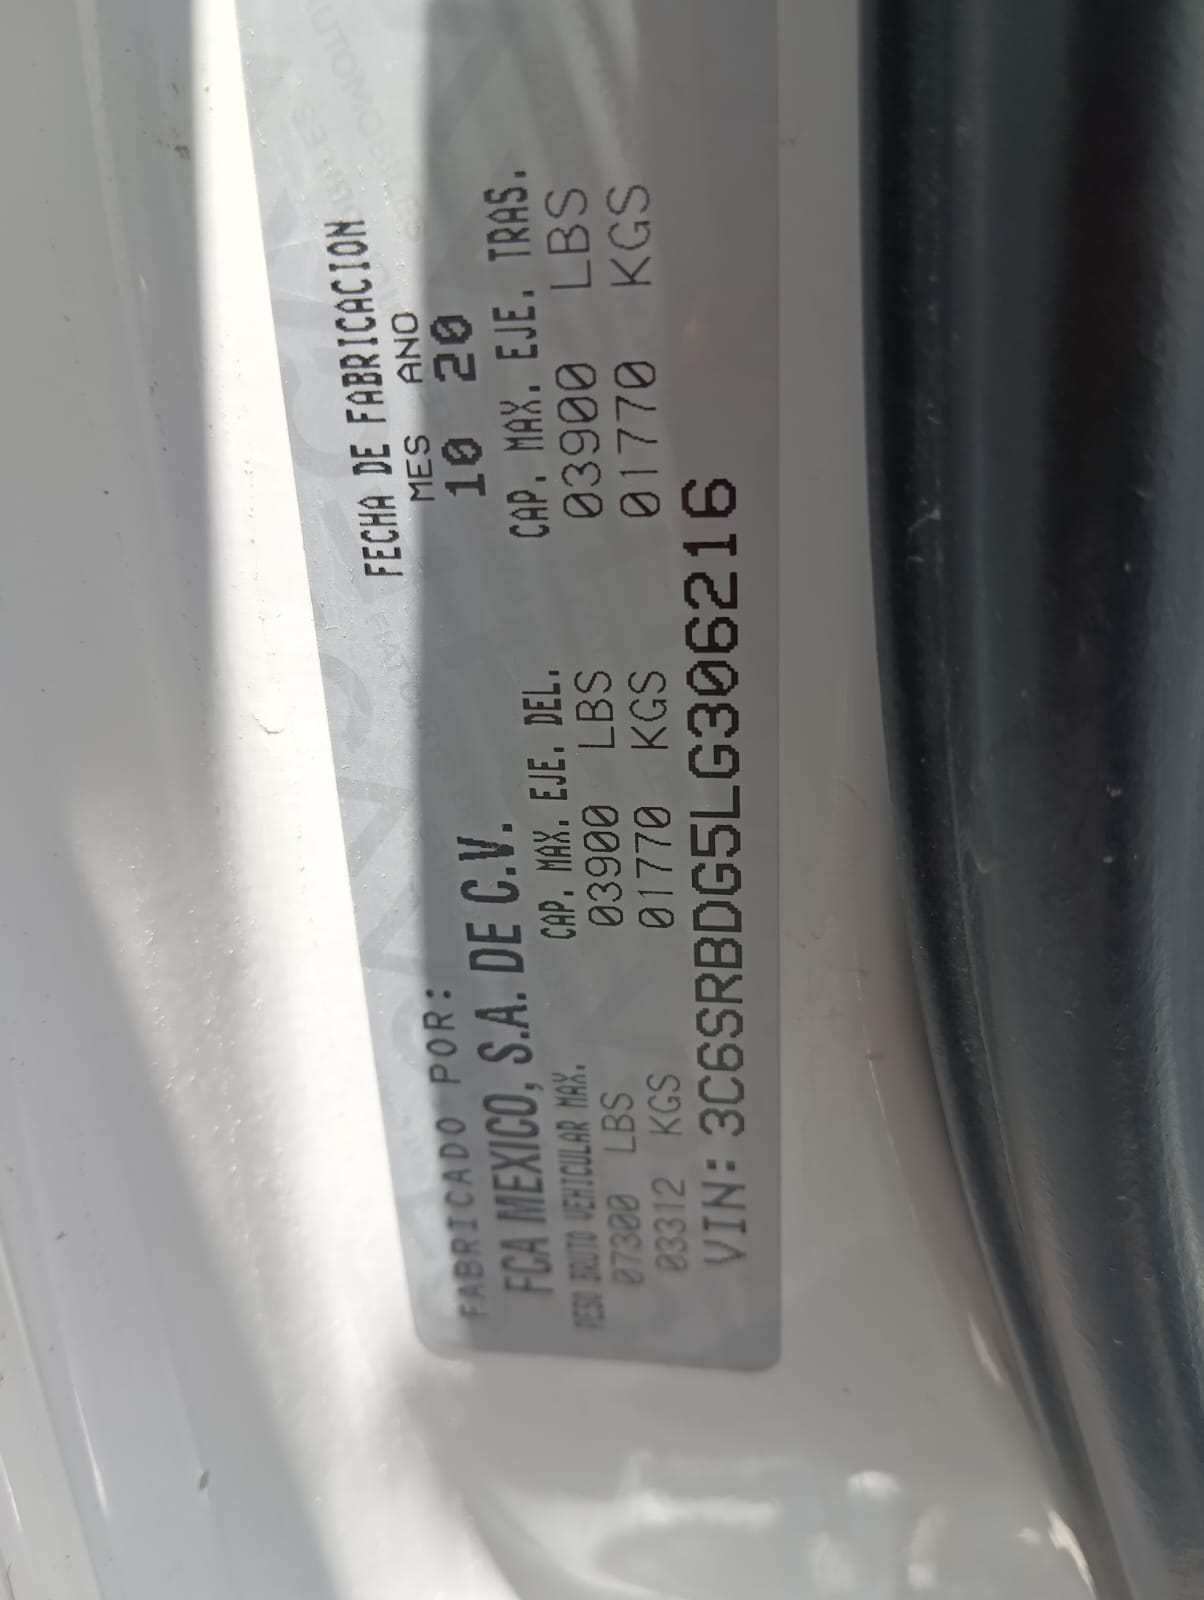 FECHA DE FABRICACION
MES ANO
10 20
FABRICADO POR:
FCA MEXICO, S.A. DE C.V.
PESO BRUTO VEHICULAR MAX. CAP. MAX. EJE. DEL. CAP. MAX. EJE. TRAS.
07300 LBS 03900 LBS 03900 LBS
03312 KGS 01770 KGS 01770 KGS
VIN: 3C6SRBDG5LG306216